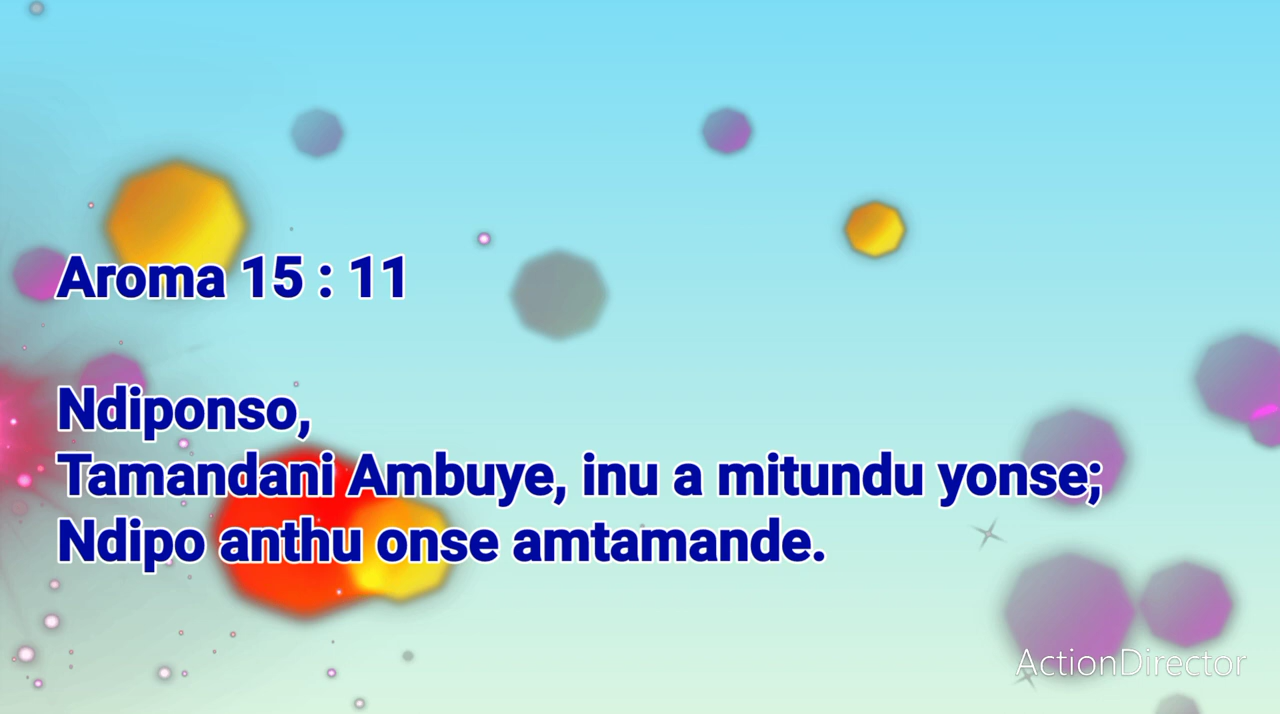 Aroma 15 : 11
Ndiponso,
Tamandani Ambuye, inu a mitundu yonse;
Ndipo anthu onse amtamande.
ActionDirector